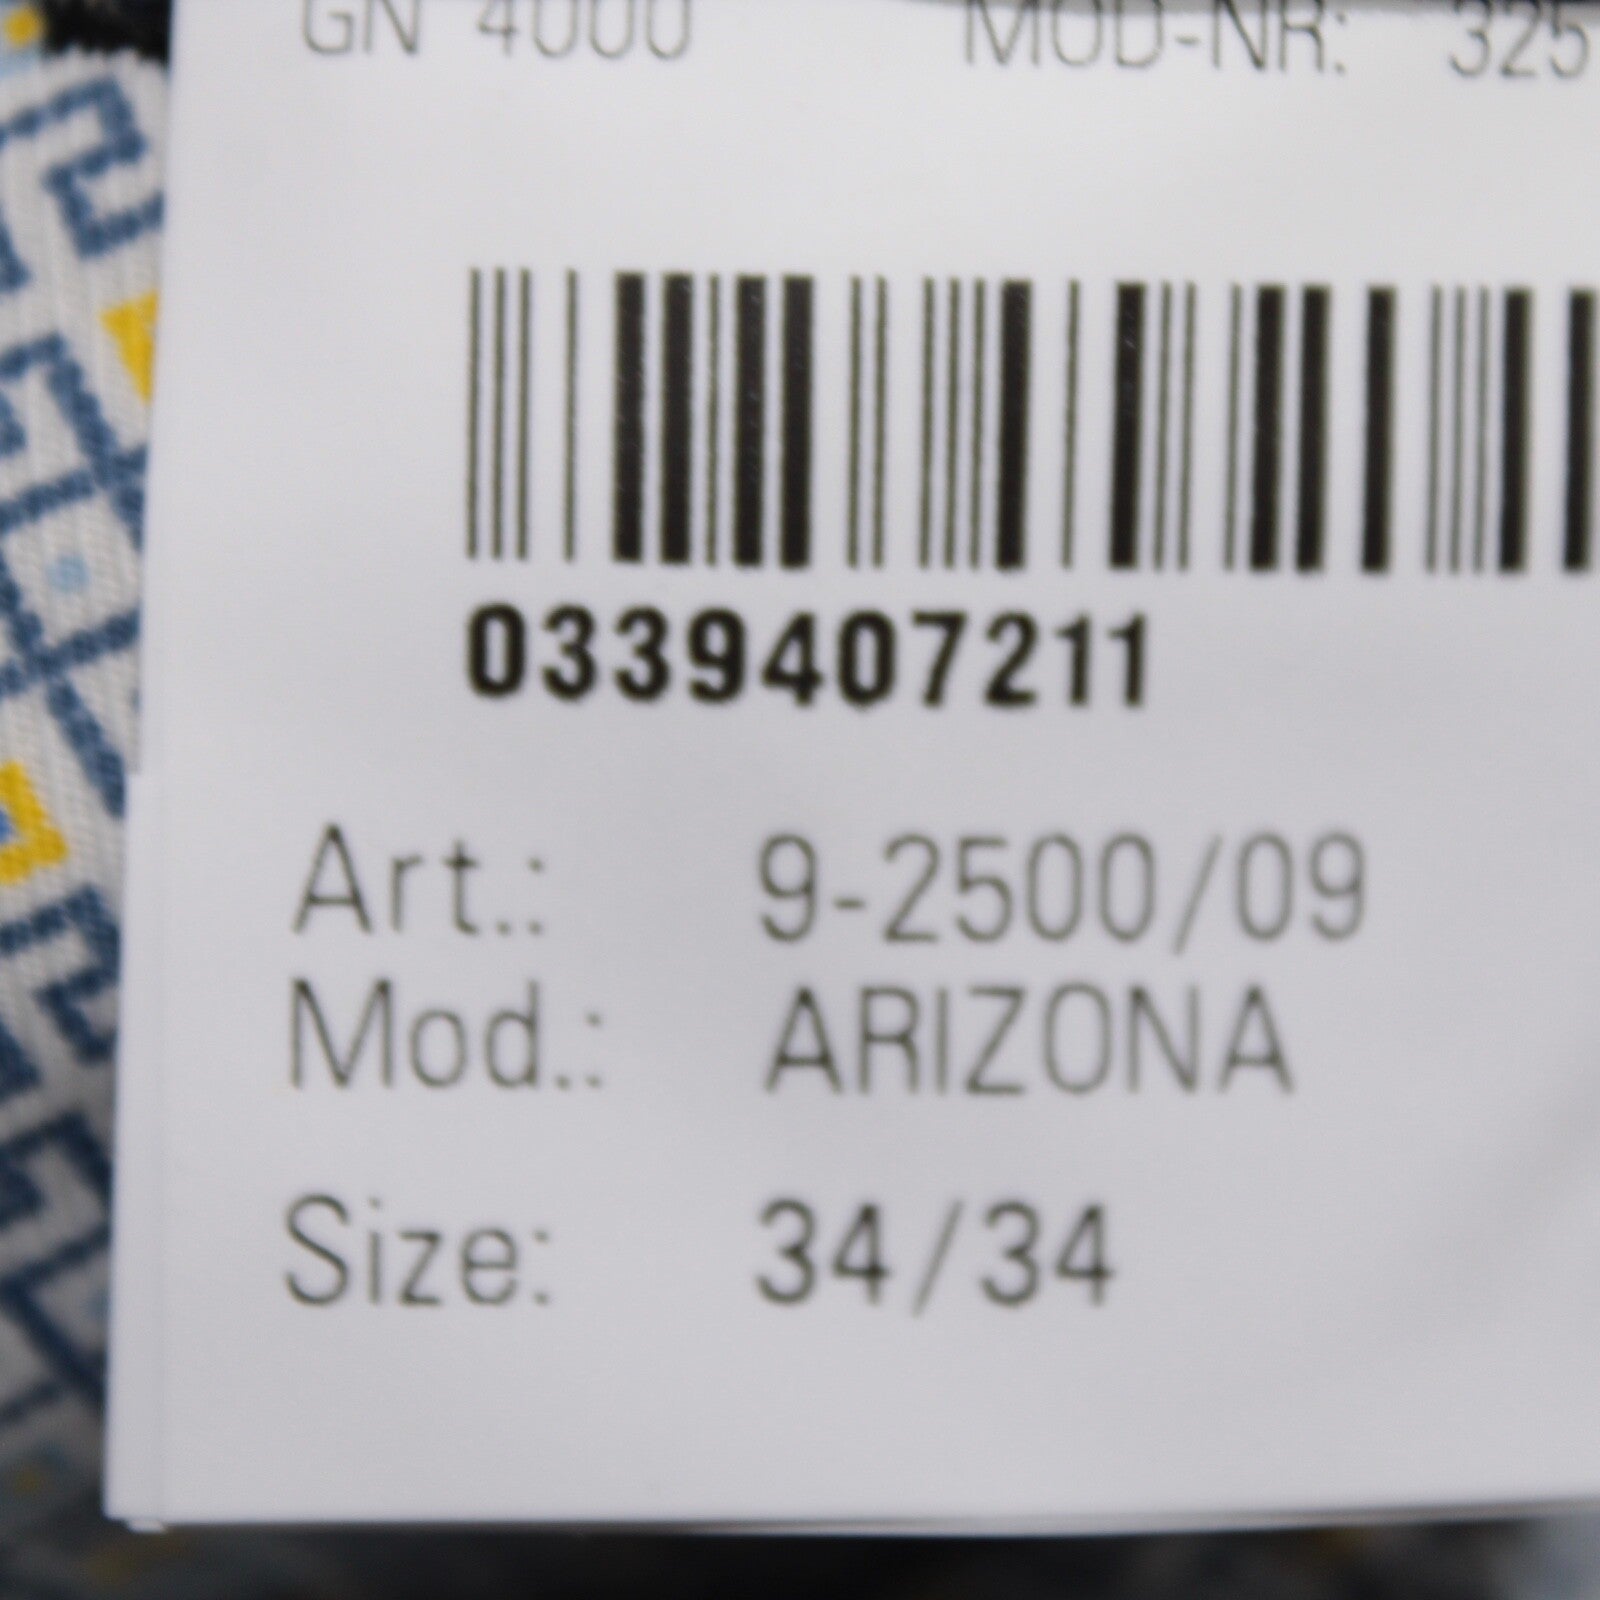 GN 4000 MOD-NR: 325
0339407211
Art.: 9-2500/09
Mod.: ARIZONA
Size: 34/34